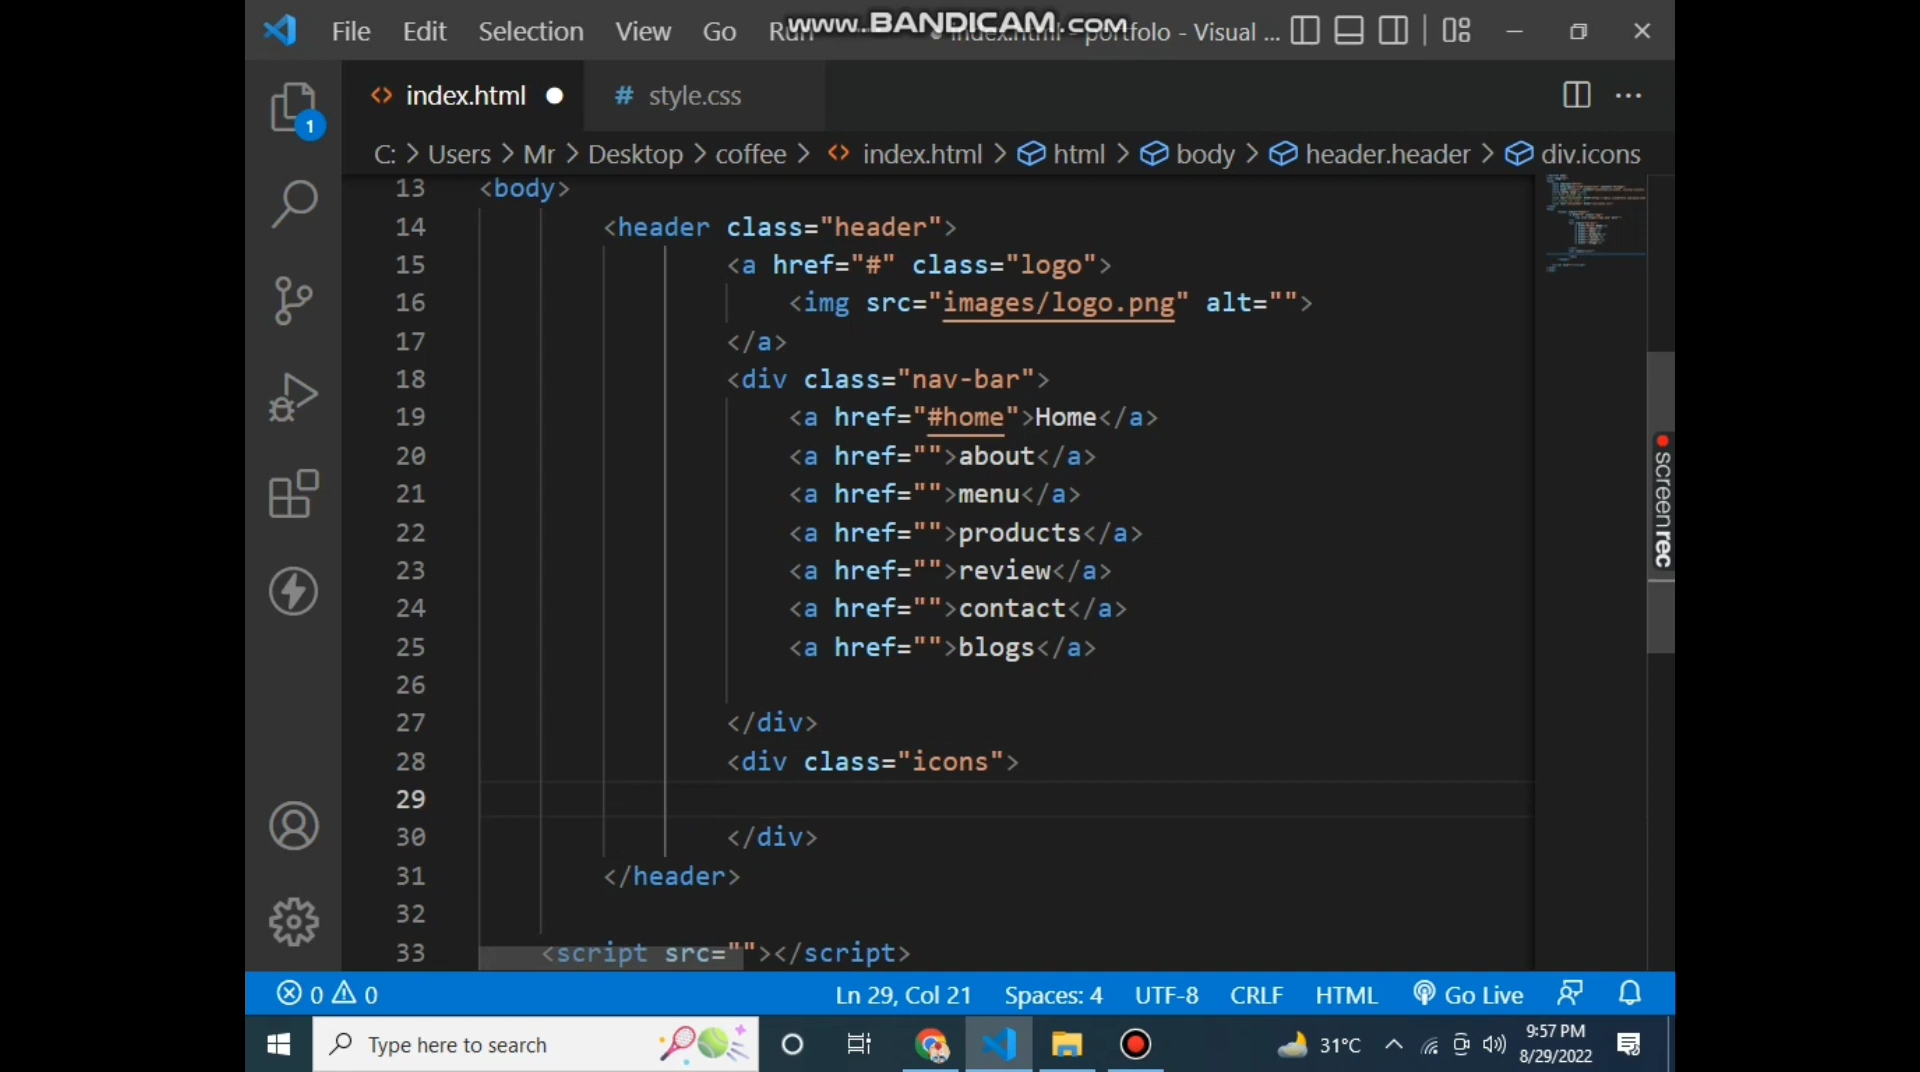 File Edit Selection View Go Run www.BANDICAM.com index.html - portfolo - Visual ...
index.html # style.css
C: > Users > Mr > Desktop > coffee > index.html > html > body > header.header > div.icons
1
13 <body>
14 <header class="header">
15 <a href="#" class="logo">
16 <img src="images/logo.png" alt="">
17 </a>
18 <div class="nav-bar">
19 <a href="#home">Home</a>
20 <a href="">about</a>
21 <a href="">menu</a>
22 <a href="">products</a>
23 <a href="">review</a>
24 <a href="">contact</a>
25 <a href="">blogs</a>
26
27 </div>
28 <div class="icons">
29
30 </div>
31 </header>
32
33 <script src=""></script>
screenrec
0 0 Ln 29, Col 21 Spaces: 4 UTF-8 CRLF HTML Go Live
Type here to search 31°C 9:57 PM
8/29/2022